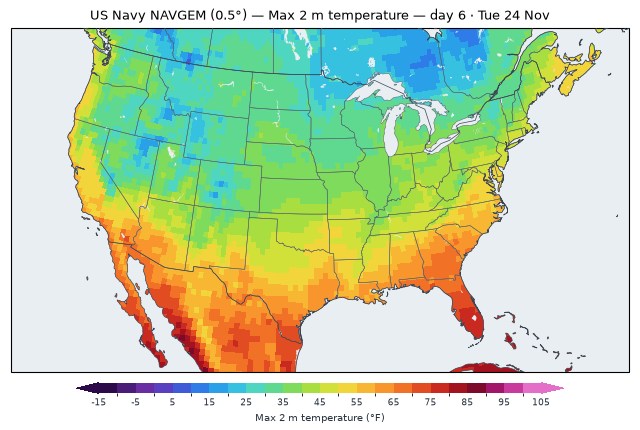 US Navy NAVGEM (0.5°) — Max 2 m temperature — day 6 · Tue 24 Nov
-15 -5 5 15 25 35 45 55 65 75 85 95 105
Max 2 m temperature (°F)